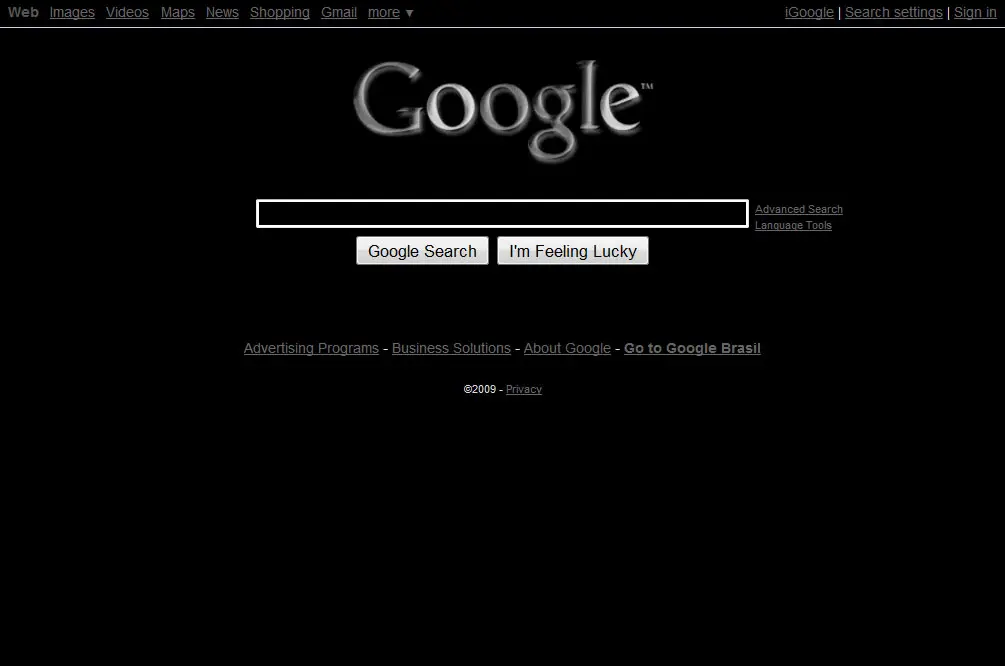 Web Images Videos Maps News Shopping Gmail more ▼ iGoogle | Search settings | Sign in
Google™
Advanced Search
Language Tools
Google Search I'm Feeling Lucky
Advertising Programs - Business Solutions - About Google - Go to Google Brasil
©2009 - Privacy